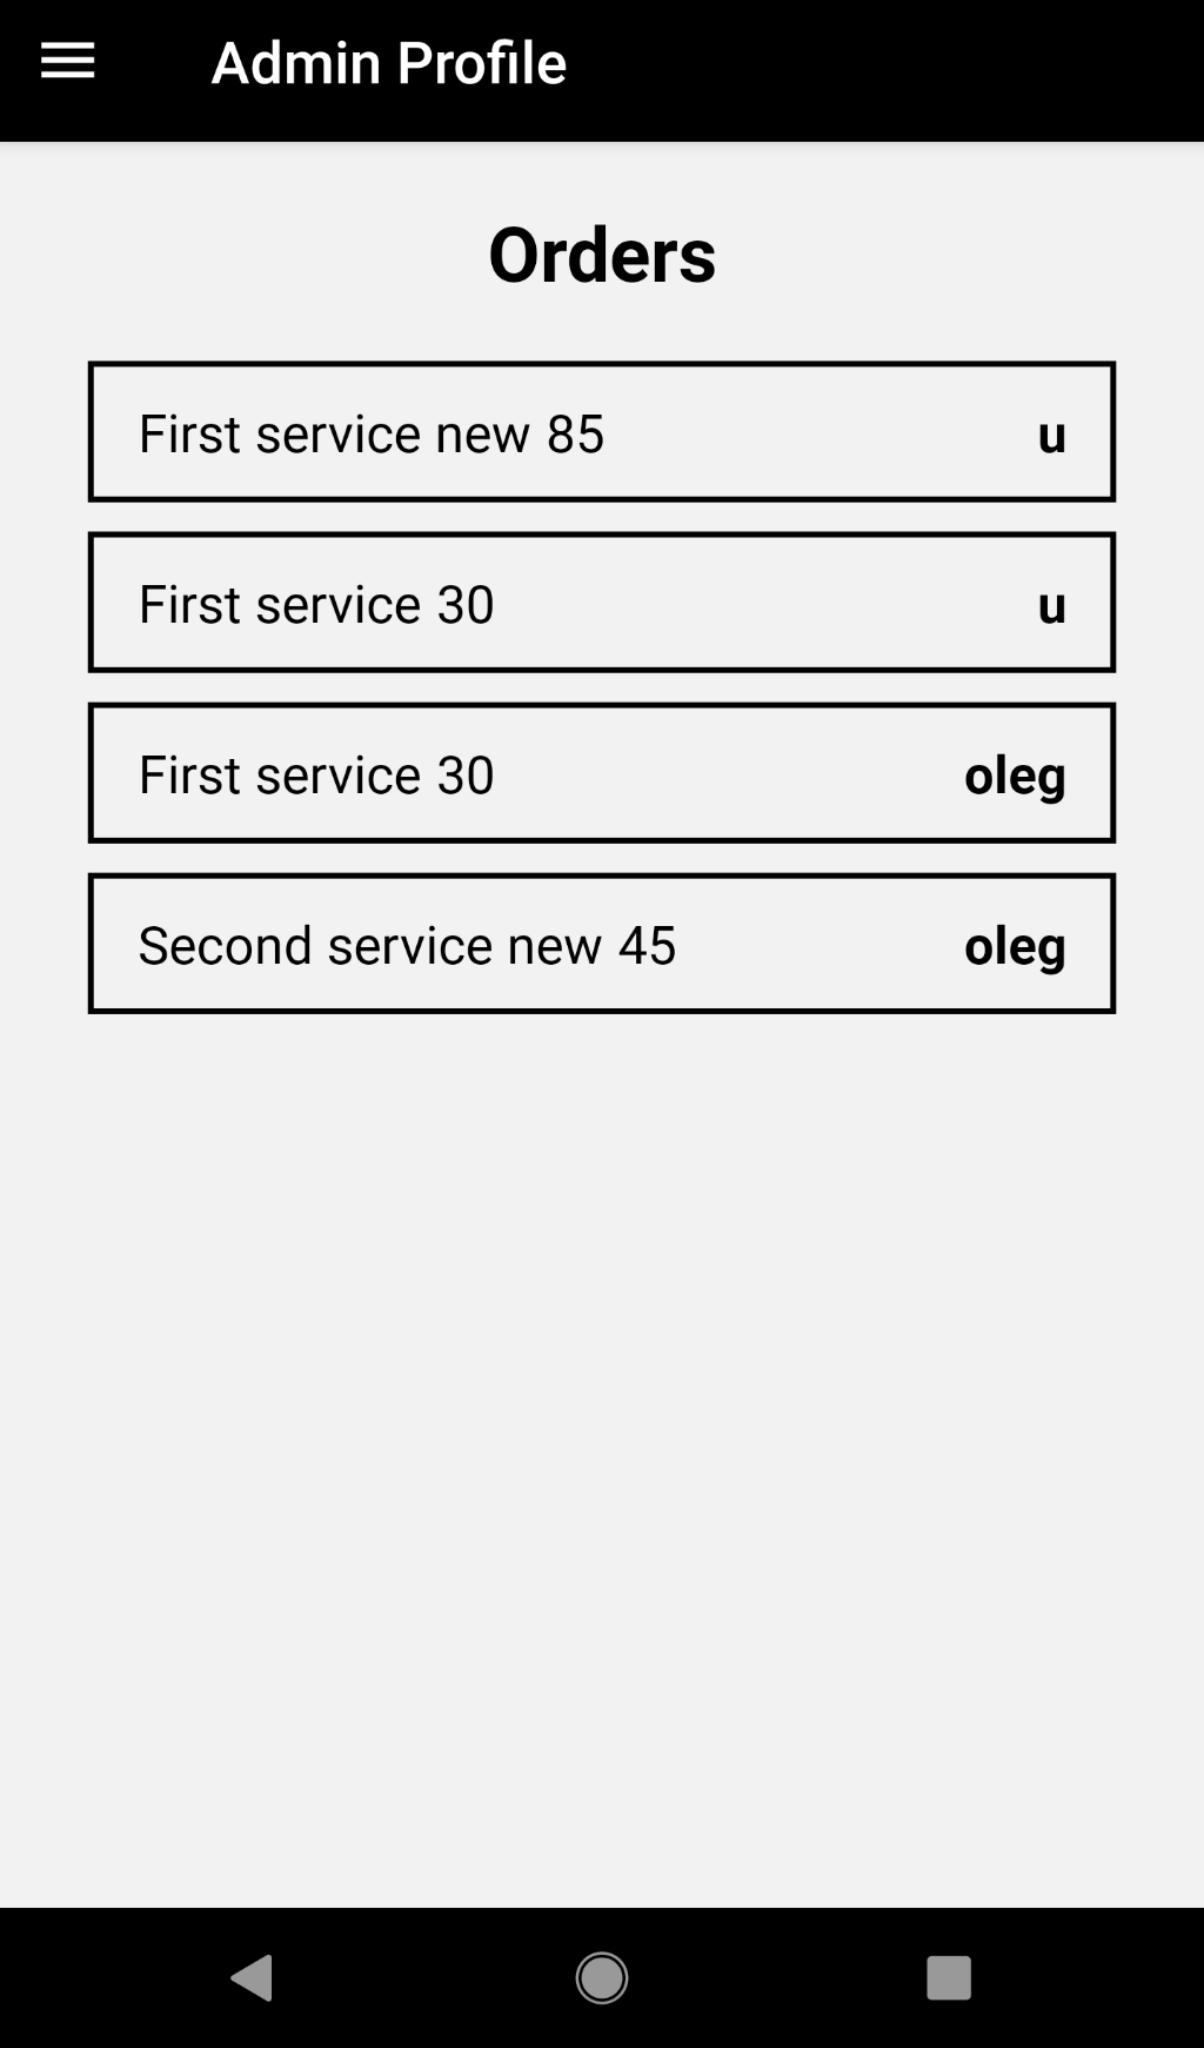 Admin Profile
Orders
First service new 85 u
First service 30 u
First service 30 oleg
Second service new 45 oleg